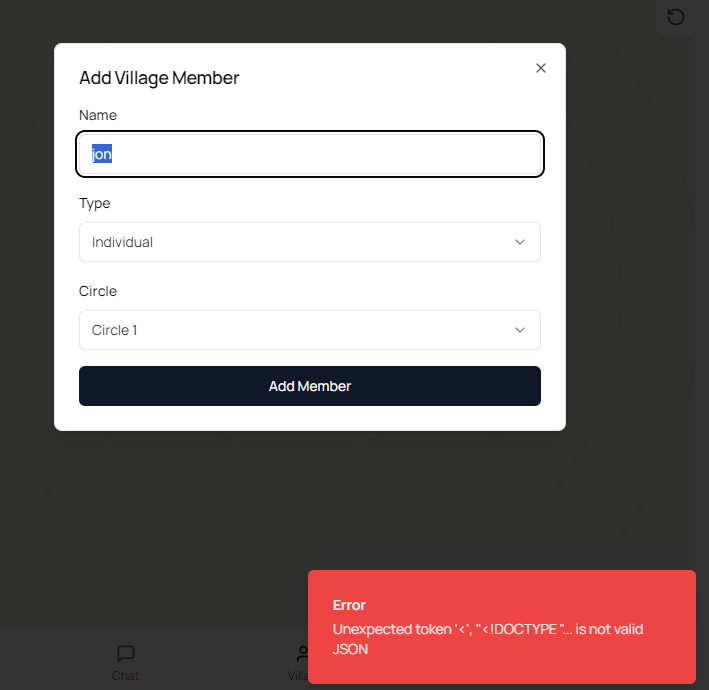 Add Village Member
Name
jon
Type
Individual
Circle
Circle 1
Add Member
Error
Unexpected token '<', "<!DOCTYPE "... is not valid
JSON
Chat